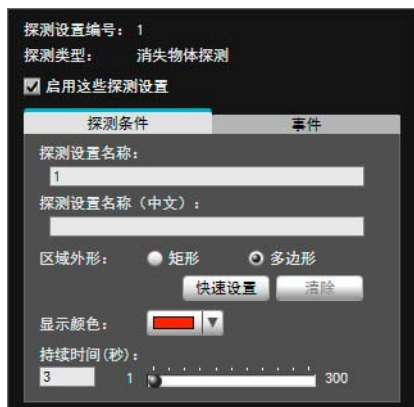 探测设置编号: 1
探测类型: 消失物体探测
启用这些探测设置
探测条件 事件
探测设置名称:
1
探测设置名称（中文）:
区域外形: 矩形 多边形
快速设置 清除
显示颜色:
持续时间(秒):
3 1 300